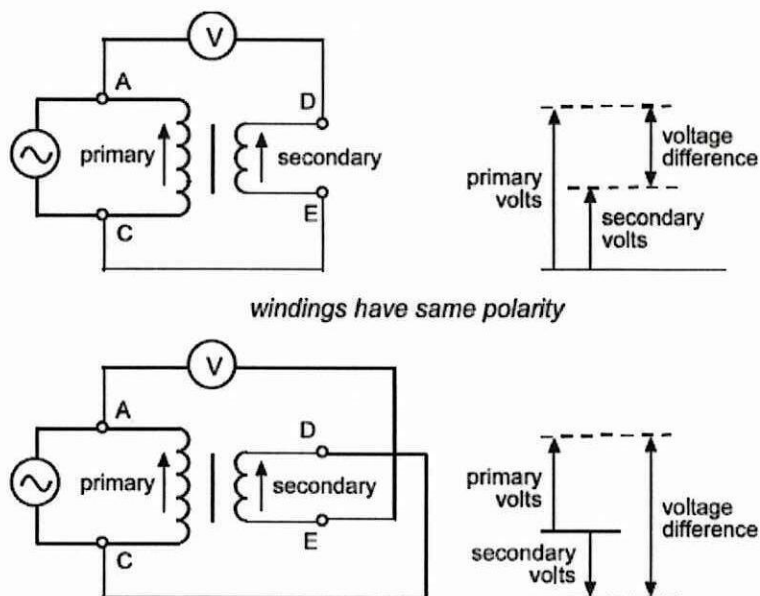 V
A
D
primary
secondary
C
E
primary
volts
secondary
volts
voltage
difference
windings have same polarity
V
A
D
primary
secondary
C
E
primary
volts
secondary
volts
voltage
difference